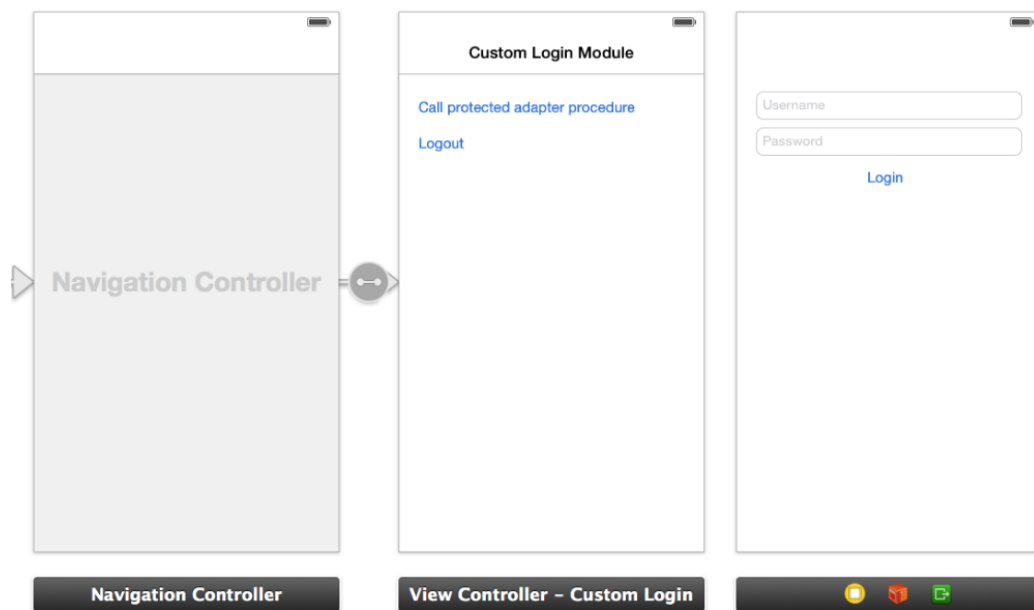 Custom Login Module
Call protected adapter procedure
Logout
Username
Password
Login
Navigation Controller
Navigation Controller
View Controller – Custom Login